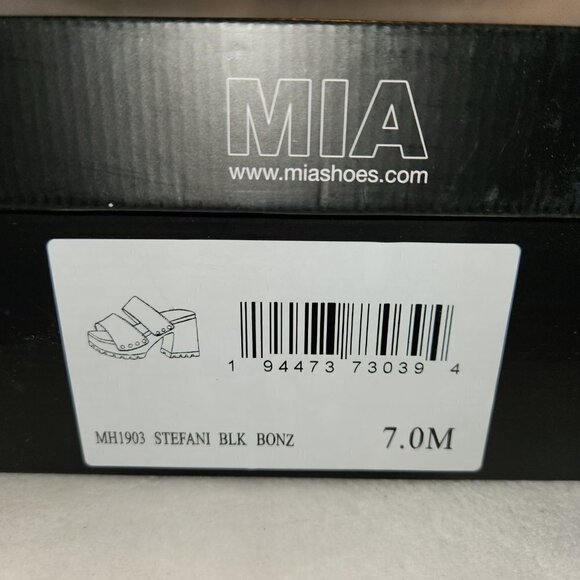 MIA
www.miashoes.com
1 94473 73039 4
MH1903 STEFANI BLK BONZ 7.0M